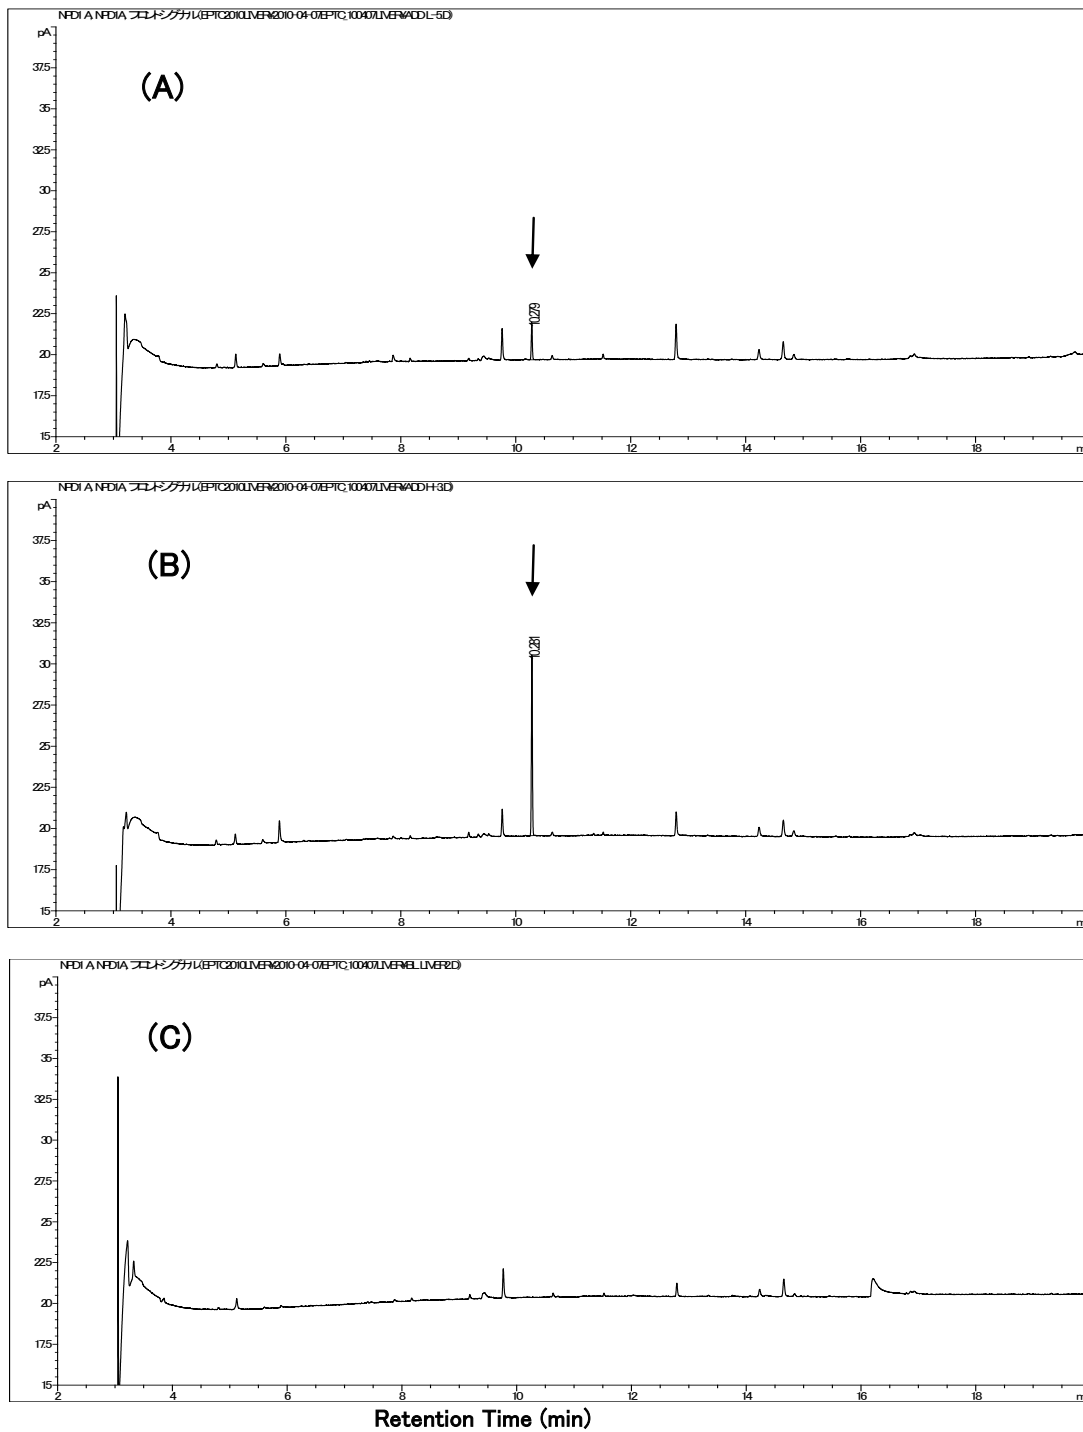 NPD1 A, NPD1A, フロントシグナル (EPTC2010LIVER¥2010-04-07EPTC_100407LIVER¥ADD L-5.D)
pA
(A)
37.5
35
32.5
30
27.5
25
22.5
20
17.5
15
10.279
2 4 6 8 10 12 14 16 18 m
NPD1 A, NPD1A, フロントシグナル (EPTC2010LIVER¥2010-04-07EPTC_100407LIVER¥ADD H-3.D)
pA
(B)
37.5
35
32.5
30
27.5
25
22.5
20
17.5
15
10.281
2 4 6 8 10 12 14 16 18 m
NPD1 A, NPD1A, フロントシグナル (EPTC2010LIVER¥2010-04-07EPTC_100407LIVER¥BL LIVER2.D)
pA
(C)
37.5
35
32.5
30
27.5
25
22.5
20
17.5
15
2 4 6 8 10 12 14 16 18 m
Retention Time (min)